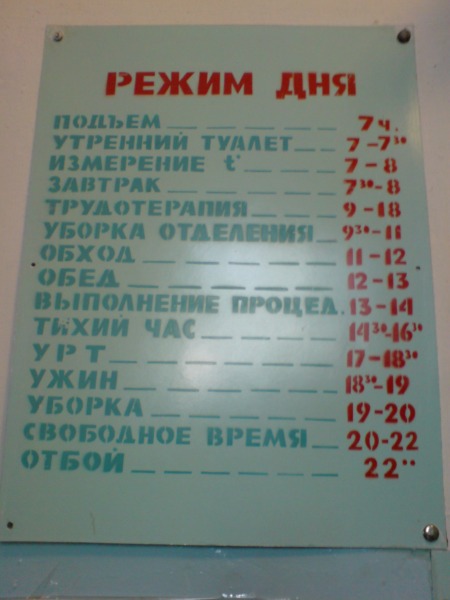 РЕЖИМ ДНЯ
ПОДЪЕМ 7 ч.
УТРЕННИЙ ТУАЛЕТ 7-7³⁰
ИЗМЕРЕНИЕ t° 7-8
ЗАВТРАК 7³⁰-8
ТРУДОТЕРАПИЯ 9-18
УБОРКА ОТДЕЛЕНИЯ 9³⁰-11
ОБХОД 11-12
ОБЕД 12-13
ВЫПОЛНЕНИЕ ПРОЦЕД. 13-14
ТИХИЙ ЧАС 14³⁰-16³⁰
УРТ 17-18³⁰
УЖИН 18³⁰-19
УБОРКА 19-20
СВОБОДНОЕ ВРЕМЯ 20-22
ОТБОЙ 22⁰⁰